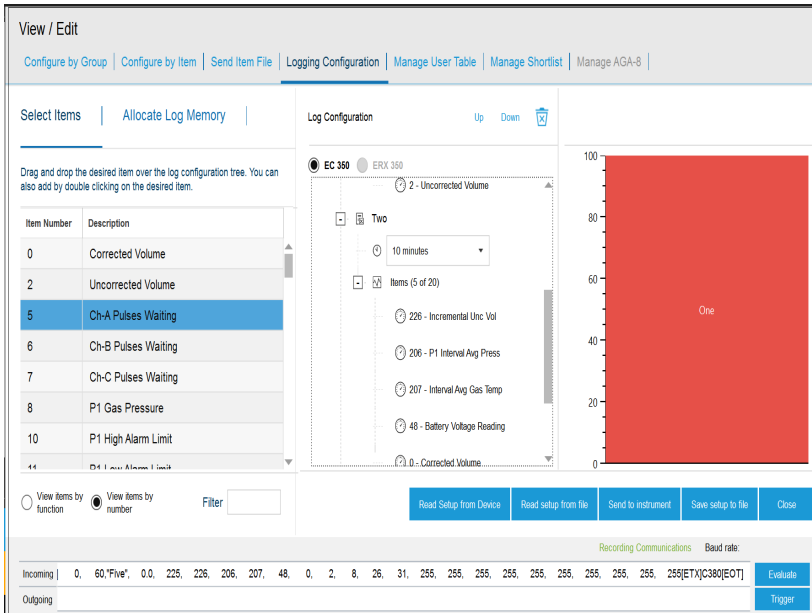 View / Edit
Configure by Group | Configure by Item | Send Item File | Logging Configuration | Manage User Table | Manage Shortlist | Manage AGA-8 |
Select Items | Allocate Log Memory |
Log Configuration Up Down
Drag and drop the desired item over the log configuration tree. You can
also add by double clicking on the desired item.
Item Number Description
0 Corrected Volume
2 Uncorrected Volume
5 Ch-A Pulses Waiting
6 Ch-B Pulses Waiting
7 Ch-C Pulses Waiting
8 P1 Gas Pressure
10 P1 High Alarm Limit
11 P1 Low Alarm Limit
View items by function
View items by number
Filter
EC 350 ERX 350
2 - Uncorrected Volume
Two
10 minutes
Items (5 of 20)
226 - Incremental Unc Vol
206 - P1 Interval Avg Press
207 - Interval Avg Gas Temp
48 - Battery Voltage Reading
0 - Corrected Volume
100
80
60
40
20
0
One
Read Setup from Device Read setup from file Send to instrument Save setup to file Close
Recording Communications Baud rate:
Incoming | 0, 60,"Five", 0.0, 225, 226, 206, 207, 48, 0, 2, 8, 26, 31, 255, 255, 255, 255, 255, 255, 255, 255, 255, 255[ETX]C380[EOT] Evaluate
Outgoing Trigger